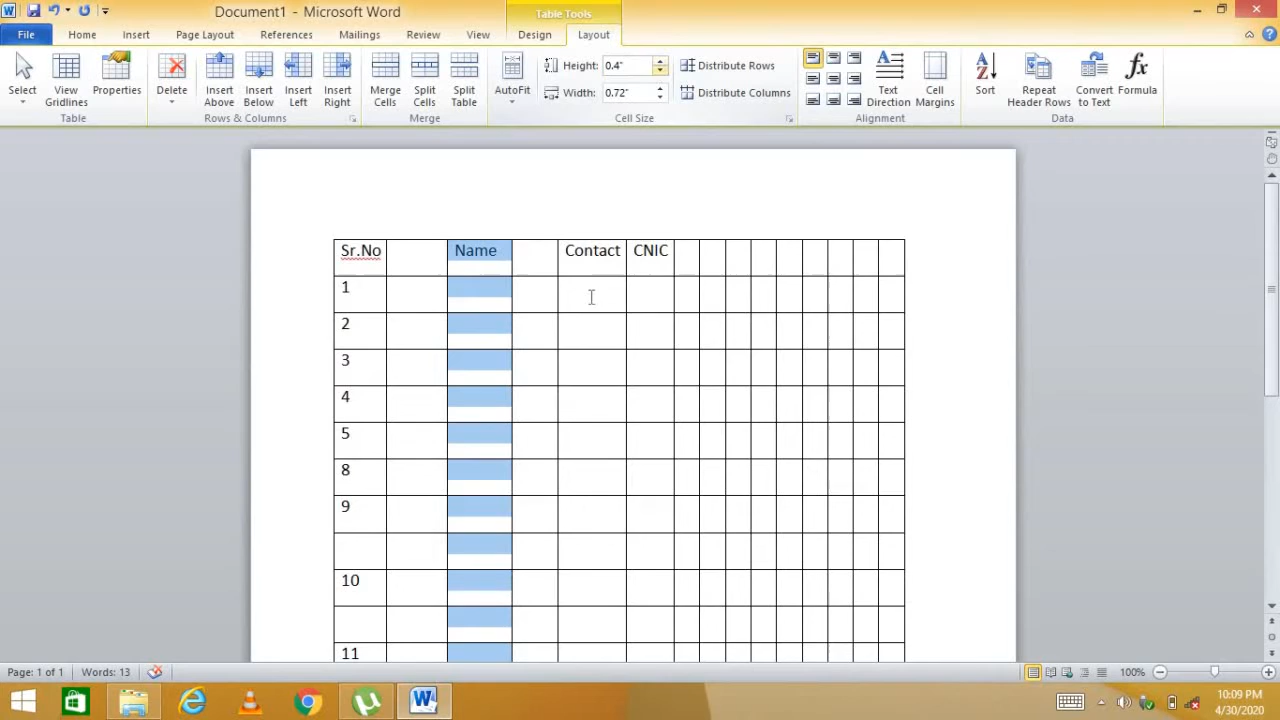 Document1 - Microsoft Word
Table Tools
File Home Insert Page Layout References Mailings Review View Design Layout
Select
View Gridlines
Properties
Table
Delete
Insert Above
Insert Below
Insert Left
Insert Right
Rows & Columns
Merge Cells
Split Cells
Split Table
Merge
AutoFit
Height: 0.4"
Width: 0.72"
Distribute Rows
Distribute Columns
Cell Size
Text Direction
Cell Margins
Alignment
Sort
Repeat Header Rows
Convert to Text
Formula
Data
Sr.No Name Contact CNIC
1
2
3
4
5
8
9
10
11
Page: 1 of 1 Words: 13 100%
10:09 PM
4/30/2020